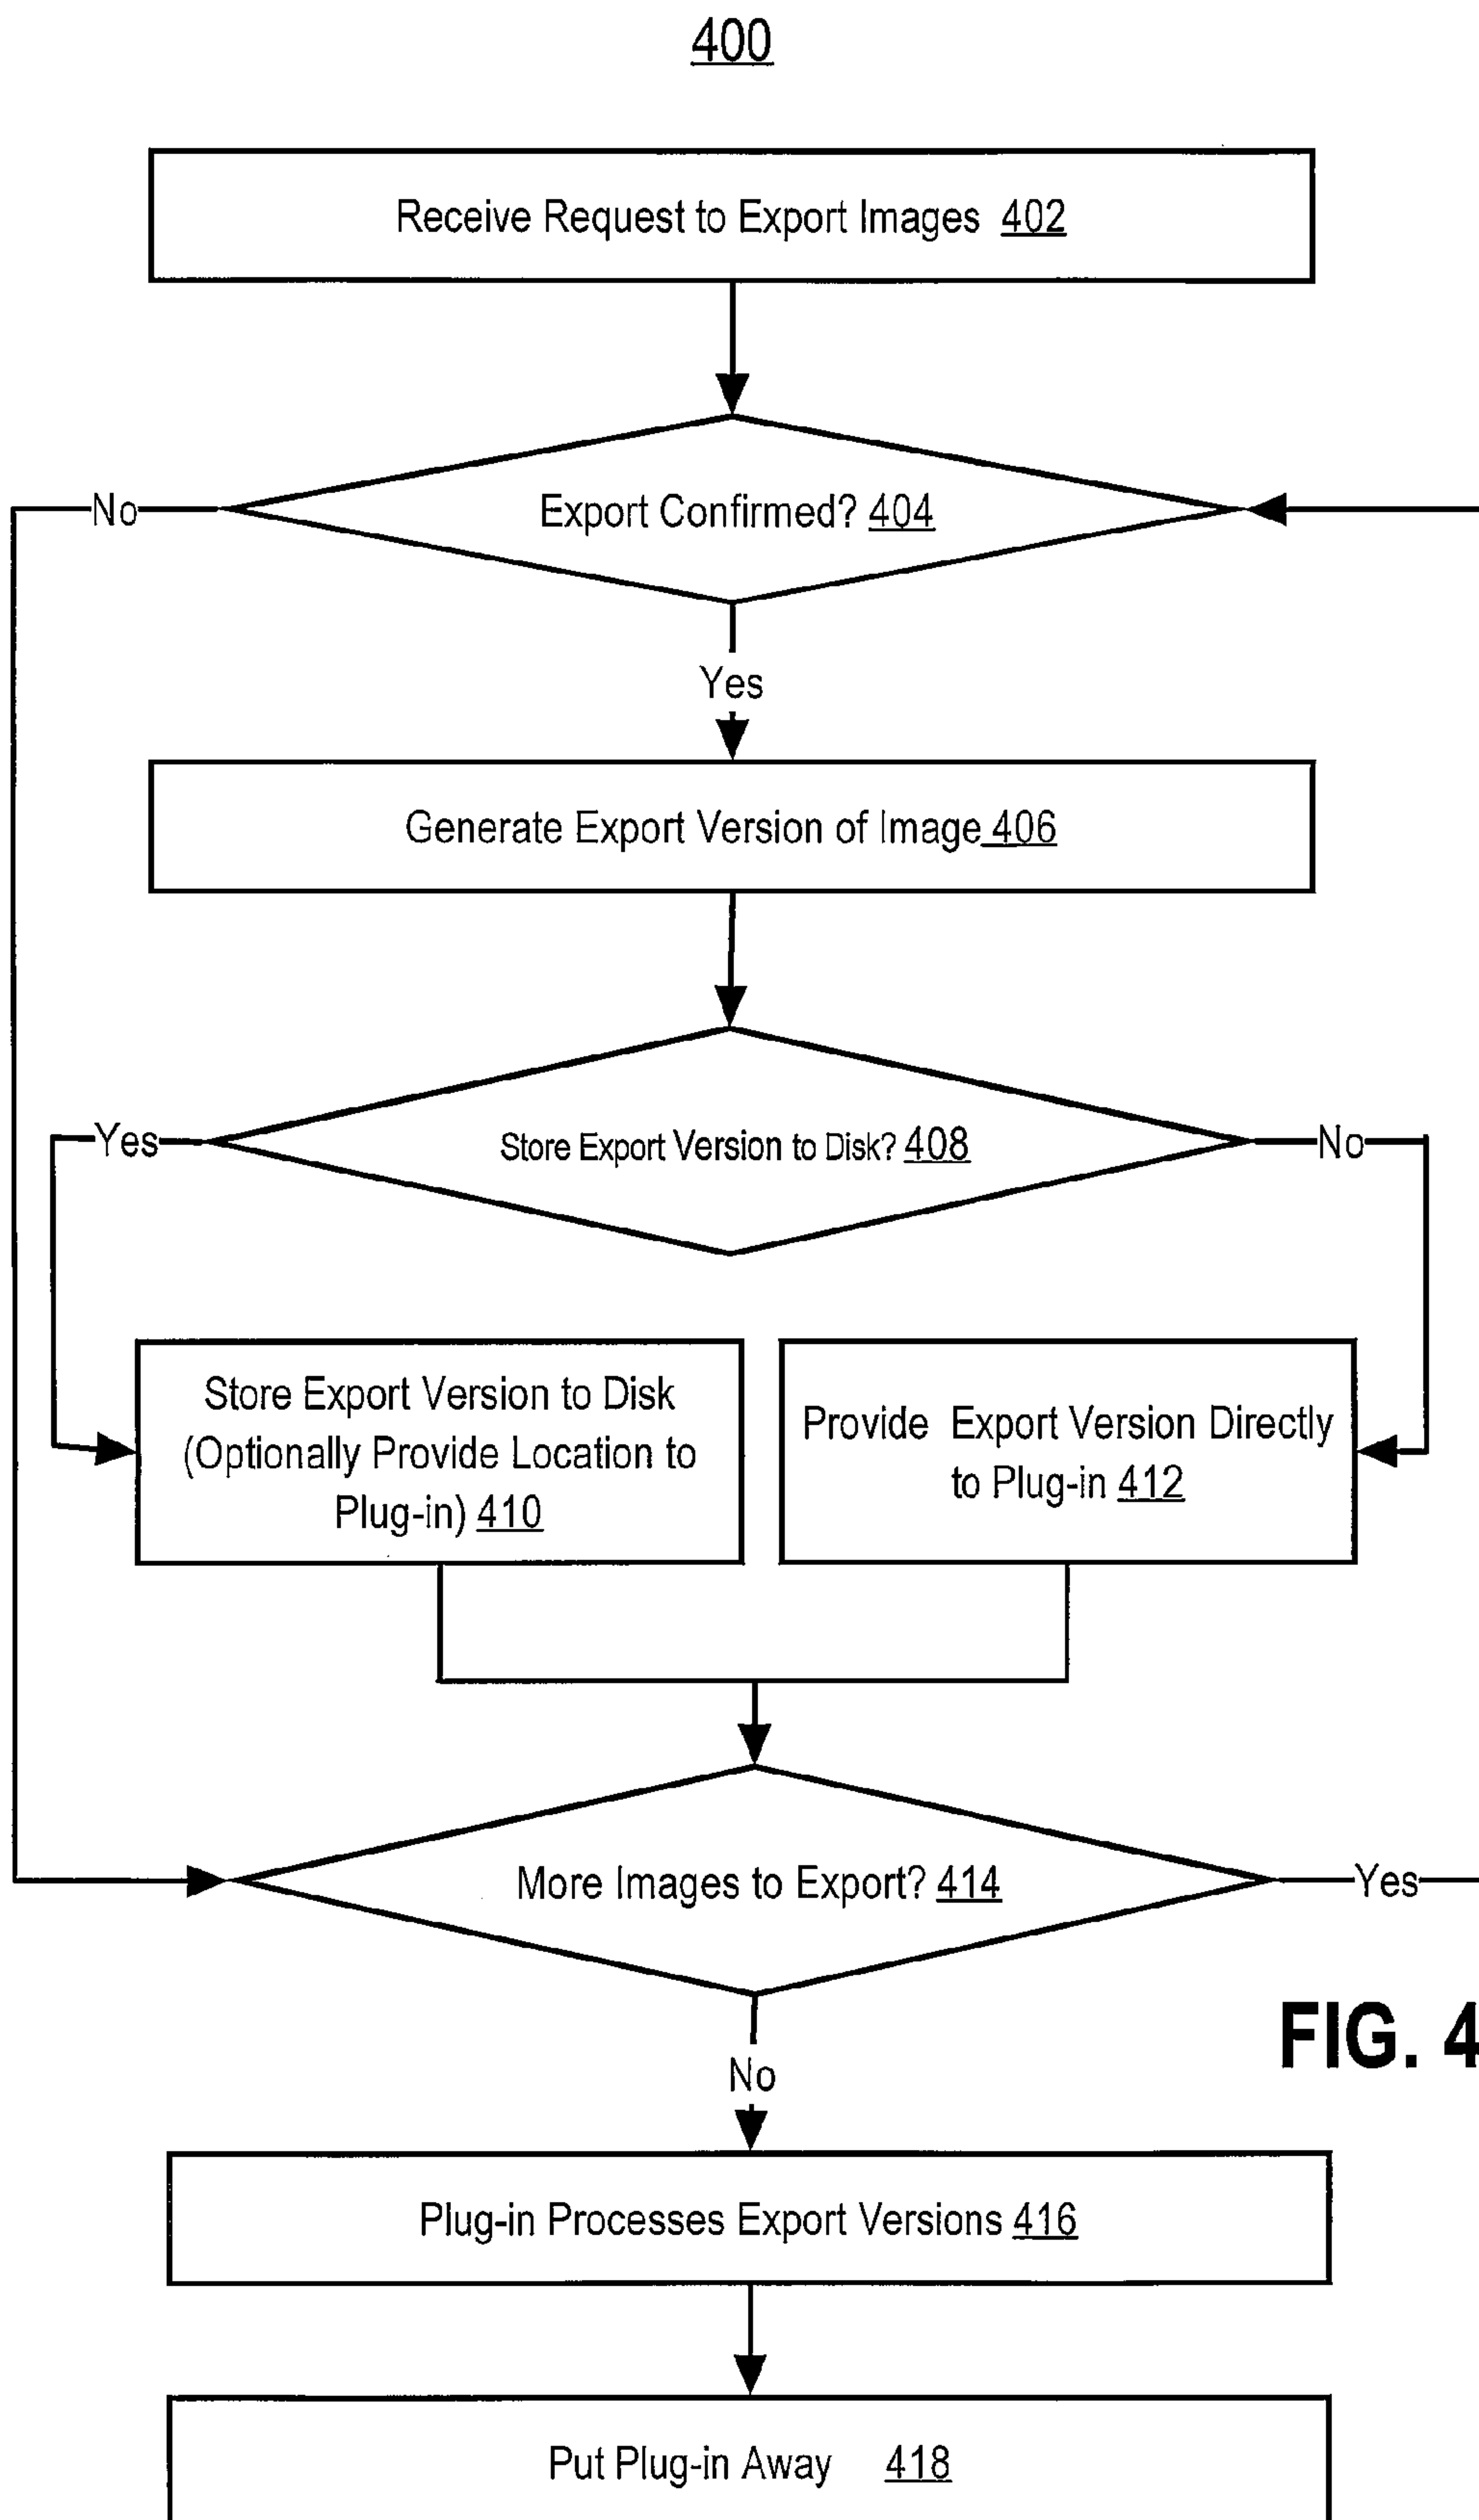 400
Receive Request to Export Images 402
Export Confirmed? 404
No
Yes
Generate Export Version of Image 406
Store Export Version to Disk? 408
Yes
No
Store Export Version to Disk
(Optionally Provide Location to
Plug-in) 410
Provide Export Version Directly
to Plug-in 412
More Images to Export? 414
Yes
No
FIG. 4
Plug-in Processes Export Versions 416
Put Plug-in Away 418